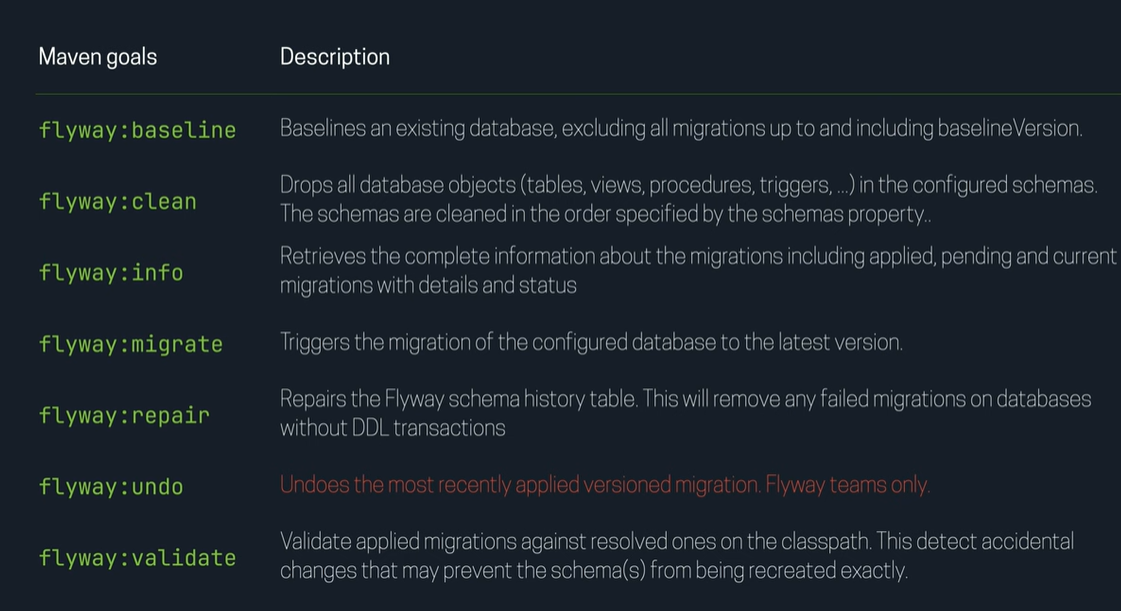 Maven goals Description
flyway:baseline Baselines an existing database, excluding all migrations up to and including baselineVersion.
flyway:clean Drops all database objects (tables, views, procedures, triggers, ...) in the configured schemas.
The schemas are cleaned in the order specified by the schemas property..
flyway:info Retrieves the complete information about the migrations including applied, pending and current
migrations with details and status
flyway:migrate Triggers the migration of the configured database to the latest version.
flyway:repair Repairs the Flyway schema history table. This will remove any failed migrations on databases
without DDL transactions
flyway:undo Undoes the most recently applied versioned migration. Flyway teams only.
flyway:validate Validate applied migrations against resolved ones on the classpath. This detect accidental
changes that may prevent the schema(s) from being recreated exactly.